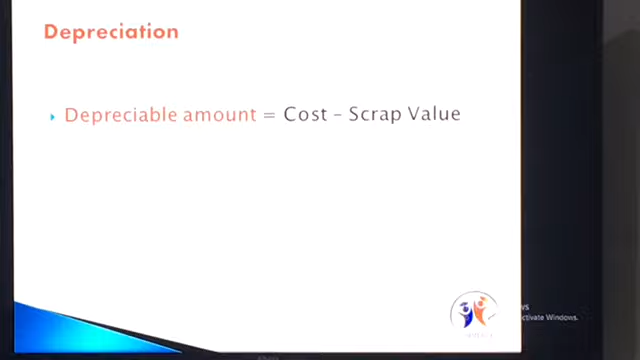 Depreciation
Depreciable amount = Cost – Scrap Value
ctivate Windows.